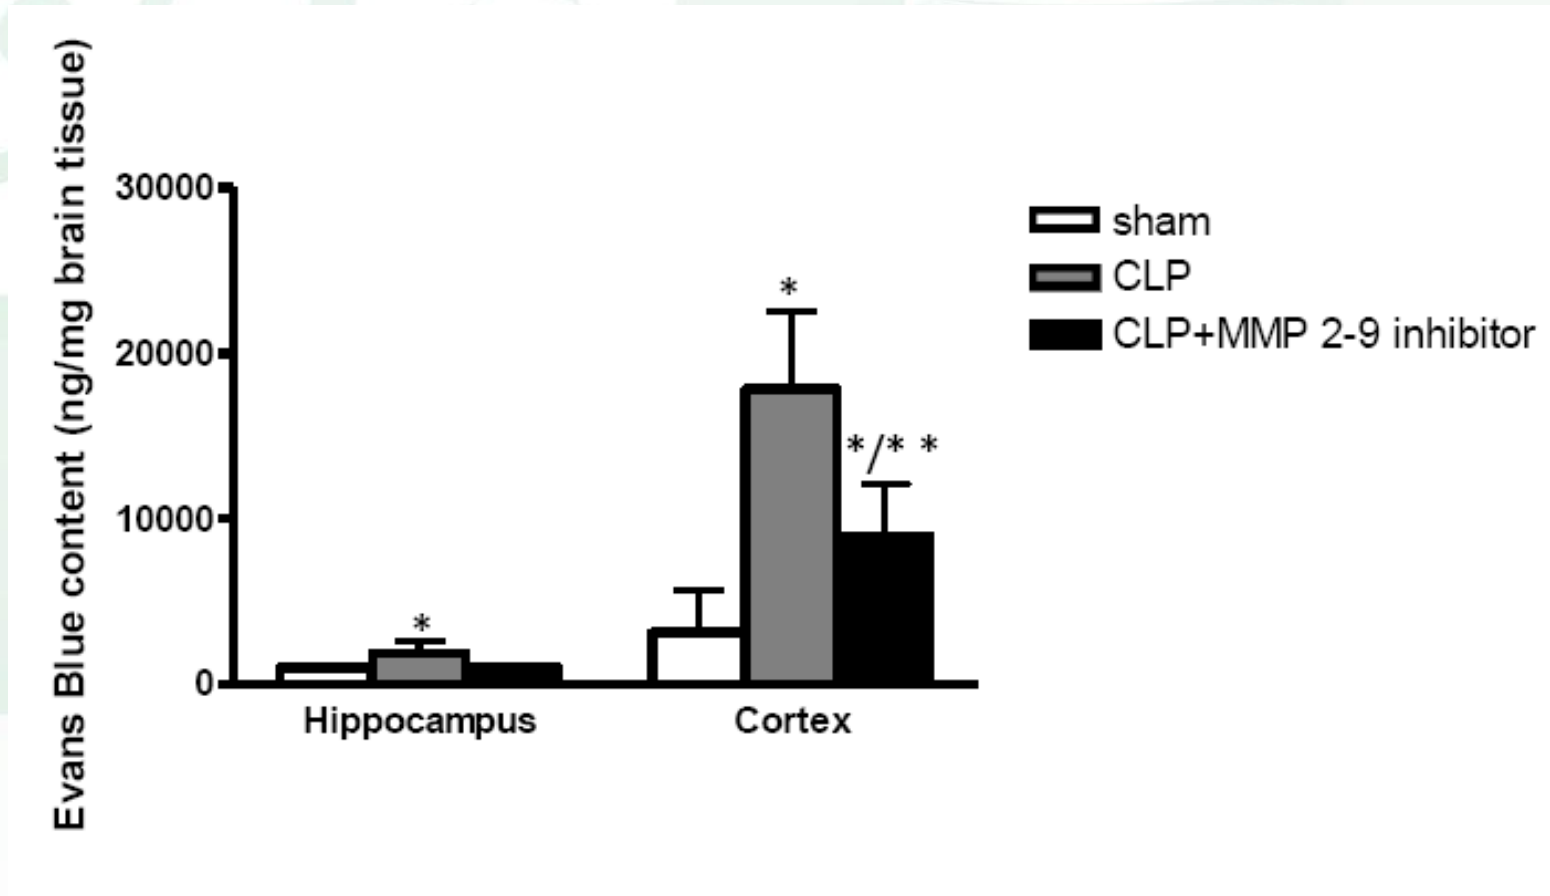 Evans Blue content (ng/mg brain tissue)
30000
20000
10000
0
*
*
*/* *
Hippocampus
Cortex
sham
CLP
CLP+MMP 2-9 inhibitor